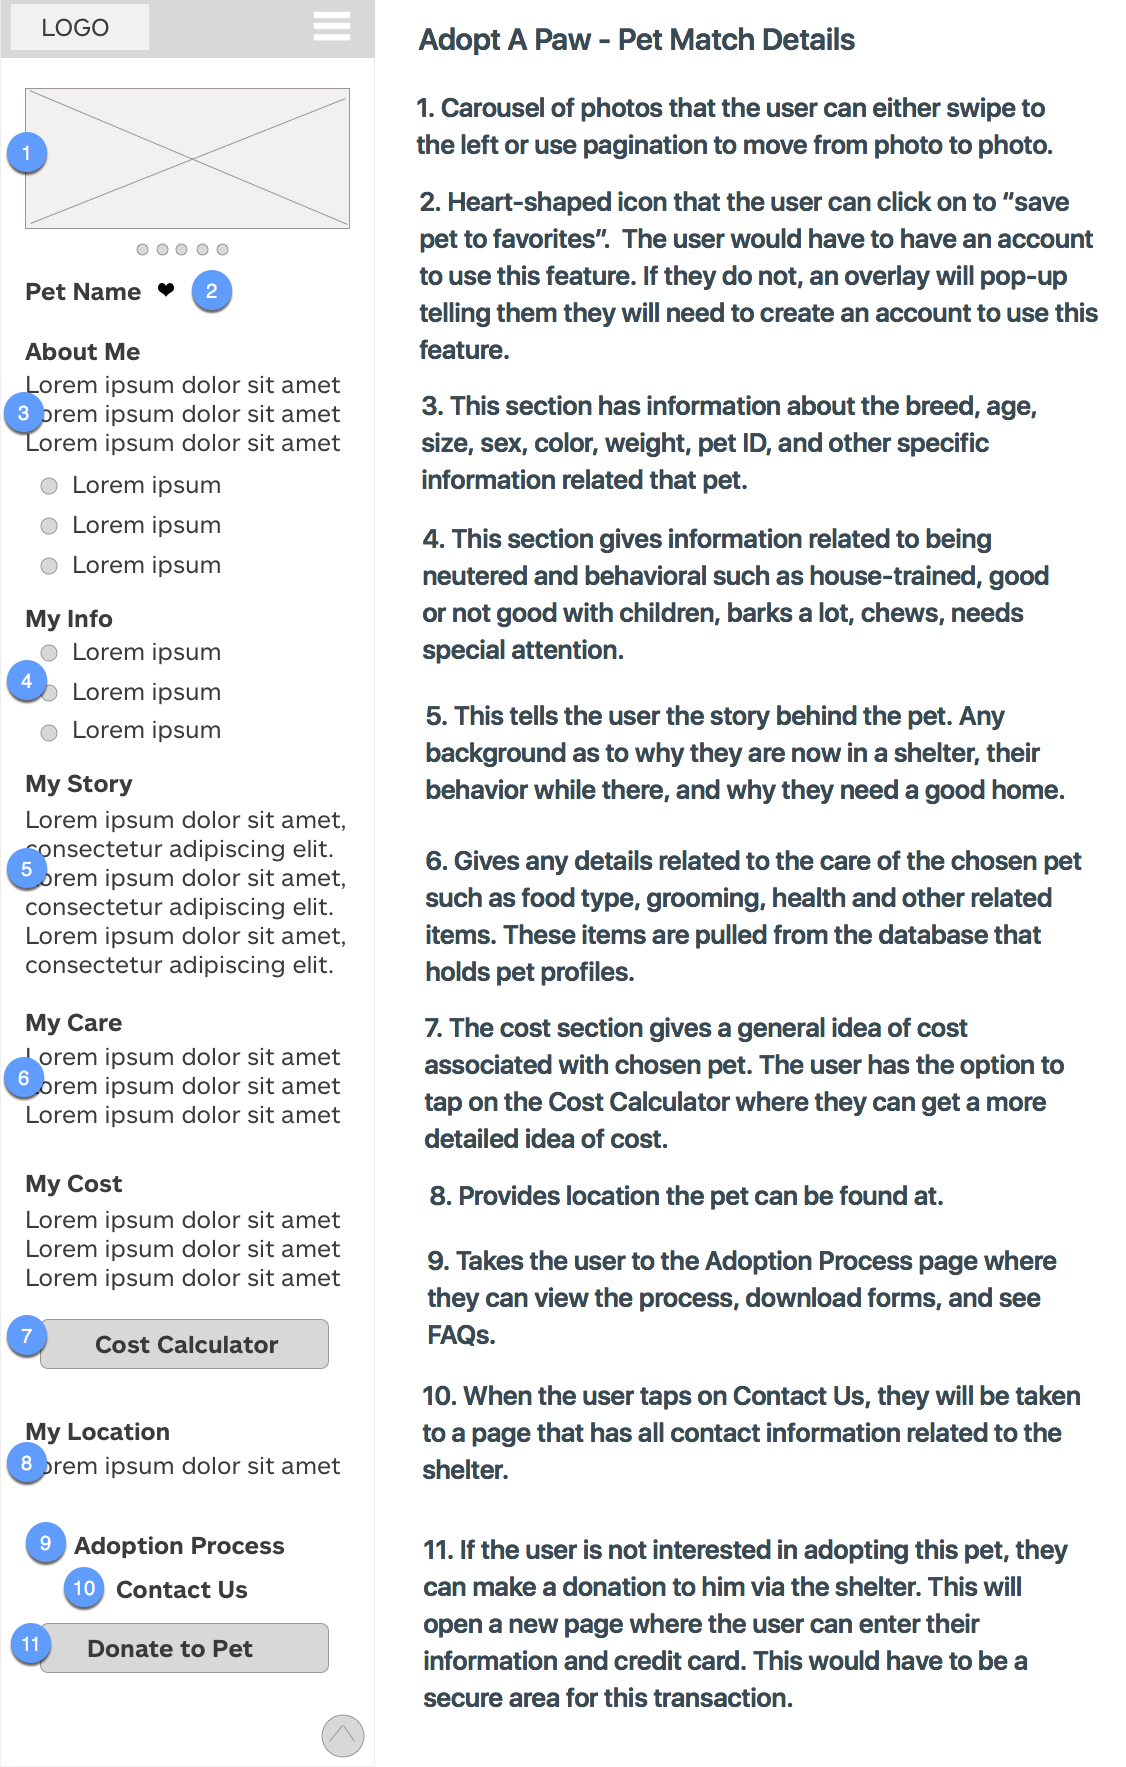 LOGO
1
Pet Name ❤ 2
About Me
Lorem ipsum dolor sit amet
3 Lorem ipsum dolor sit amet
Lorem ipsum dolor sit amet
Lorem ipsum
Lorem ipsum
Lorem ipsum
My Info
Lorem ipsum
4 Lorem ipsum
Lorem ipsum
My Story
Lorem ipsum dolor sit amet,
consectetur adipiscing elit.
5 Lorem ipsum dolor sit amet,
consectetur adipiscing elit.
Lorem ipsum dolor sit amet,
consectetur adipiscing elit.
My Care
Lorem ipsum dolor sit amet
6 Lorem ipsum dolor sit amet
Lorem ipsum dolor sit amet
My Cost
Lorem ipsum dolor sit amet
Lorem ipsum dolor sit amet
Lorem ipsum dolor sit amet
7 Cost Calculator
My Location
8 Lorem ipsum dolor sit amet
9 Adoption Process
10 Contact Us
11 Donate to Pet
Adopt A Paw - Pet Match Details
1. Carousel of photos that the user can either swipe to
the left or use pagination to move from photo to photo.
2. Heart-shaped icon that the user can click on to “save
pet to favorites”. The user would have to have an account
to use this feature. If they do not, an overlay will pop-up
telling them they will need to create an account to use this
feature.
3. This section has information about the breed, age,
size, sex, color, weight, pet ID, and other specific
information related that pet.
4. This section gives information related to being
neutered and behavioral such as house-trained, good
or not good with children, barks a lot, chews, needs
special attention.
5. This tells the user the story behind the pet. Any
background as to why they are now in a shelter, their
behavior while there, and why they need a good home.
6. Gives any details related to the care of the chosen pet
such as food type, grooming, health and other related
items. These items are pulled from the database that
holds pet profiles.
7. The cost section gives a general idea of cost
associated with chosen pet. The user has the option to
tap on the Cost Calculator where they can get a more
detailed idea of cost.
8. Provides location the pet can be found at.
9. Takes the user to the Adoption Process page where
they can view the process, download forms, and see
FAQs.
10. When the user taps on Contact Us, they will be taken
to a page that has all contact information related to the
shelter.
11. If the user is not interested in adopting this pet, they
can make a donation to him via the shelter. This will
open a new page where the user can enter their
information and credit card. This would have to be a
secure area for this transaction.